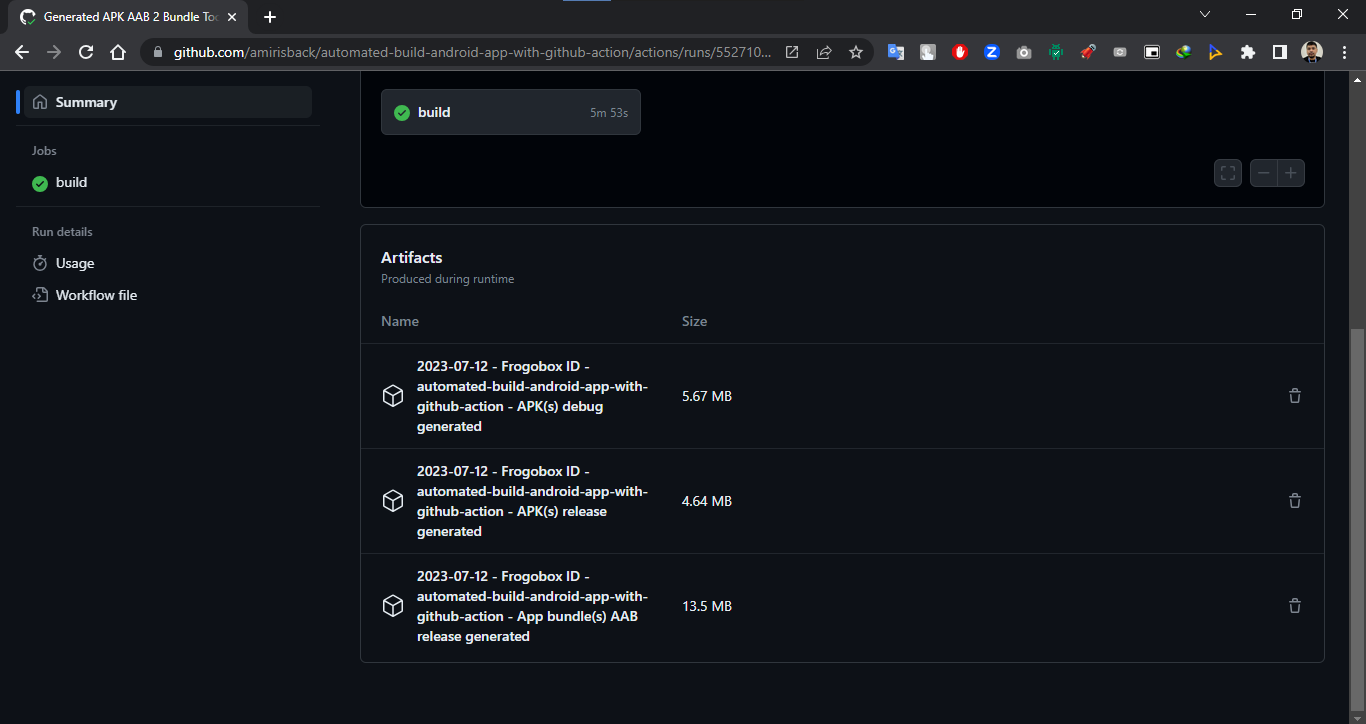 Generated APK AAB 2 Bundle Too
github.com/amirisback/automated-build-android-app-with-github-action/actions/runs/552710...
Summary
Jobs
build
Run details
Usage
Workflow file
build
5m 53s
Artifacts
Produced during runtime
Name
Size
2023-07-12 - Frogobox ID -
automated-build-android-app-with-
github-action - APK(s) debug
generated
5.67 MB
2023-07-12 - Frogobox ID -
automated-build-android-app-with-
github-action - APK(s) release
generated
4.64 MB
2023-07-12 - Frogobox ID -
automated-build-android-app-with-
github-action - App bundle(s) AAB
release generated
13.5 MB